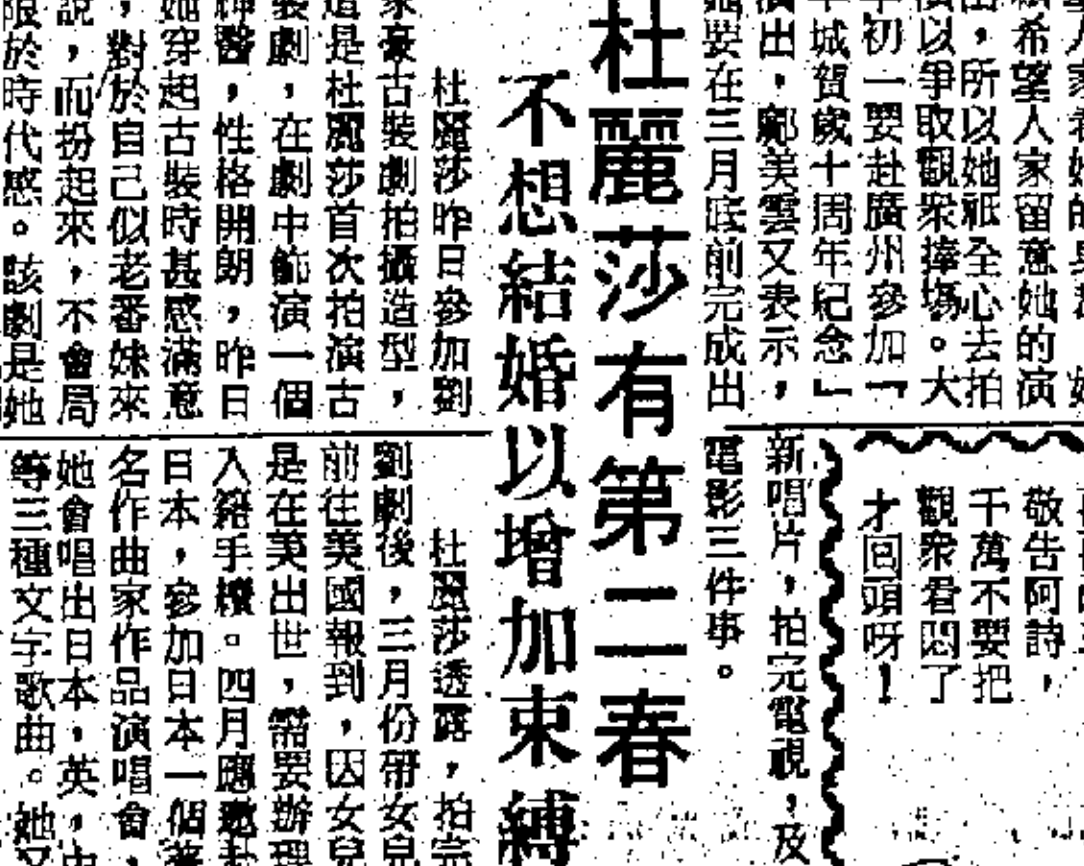 希望人家留意她的演
出，所以她祇全心去拍
以爭取觀衆捧場。大
初一要赴廣州參加「
城賀歲十周年紀念」
演出，鄺美雲又表示，
她要在三月底前完成出
新唱片，拍完電視，及
電影三件事。
敬告阿詩，
千萬不要把
觀衆看悶了
才回頭呀！
杜麗莎有第二春
不想結婚以增加束縛
杜麗莎昨日參加劉
家豪古裝劇拍攝造型，
這是杜麗莎首次拍演古
裝劇，在劇中飾演一個
神醫，性格開朗，昨日
她穿起古裝時甚感滿意
，對於自己似老番妹來
說，而扮起來，不會局
限於時代感。該劇是她
杜麗莎透露，拍完
劉劇後，三月份帶女兒
前往美國報到，因女兒
是在美出世，需要辦理
入籍手機。四月應邀赴
日本，參加日本一個著
名作曲家作品演唱會，
她會唱出日本，英，中
等三種文字歌曲。她又